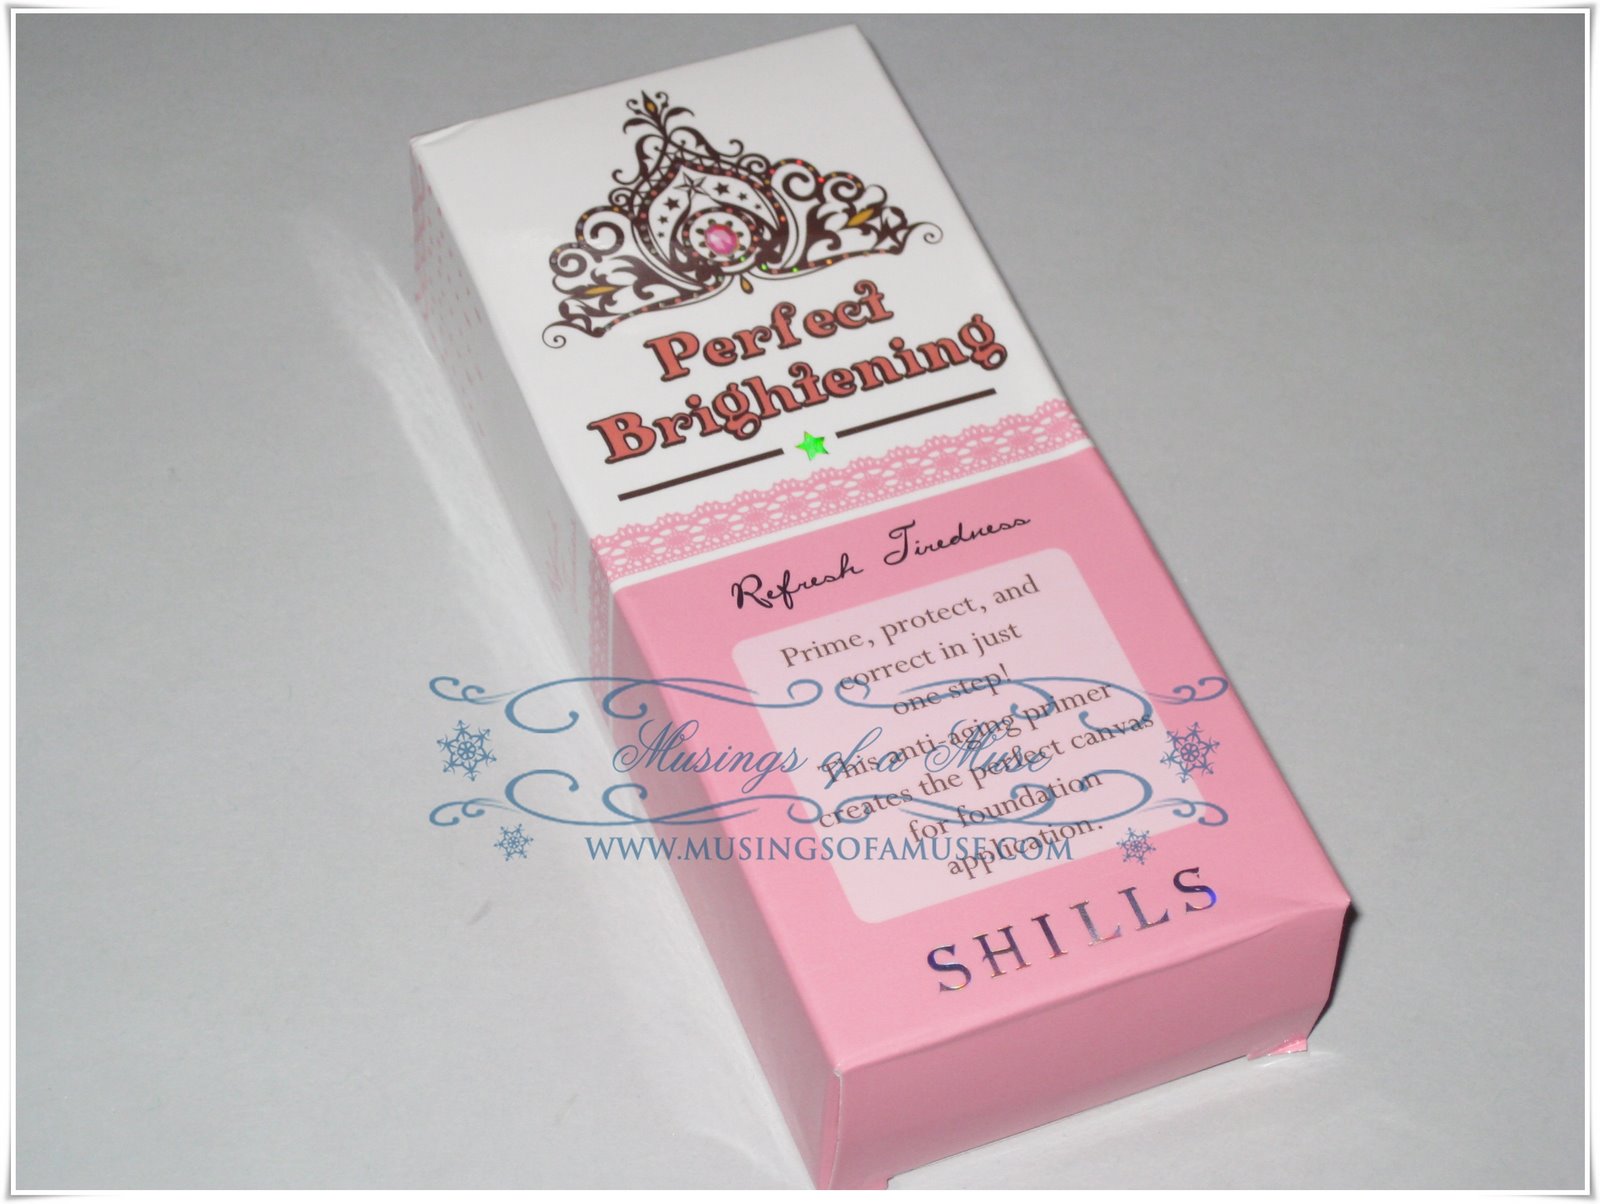 Perfect
Brightening
Refresh Tiredness
Prime, protect, and
correct in just
one step!
This anti-aging primer
creates the perfect canvas
for foundation
application.
Musings of a Muse
WWW.MUSINGSOFAMUSE.COM
SHILLS